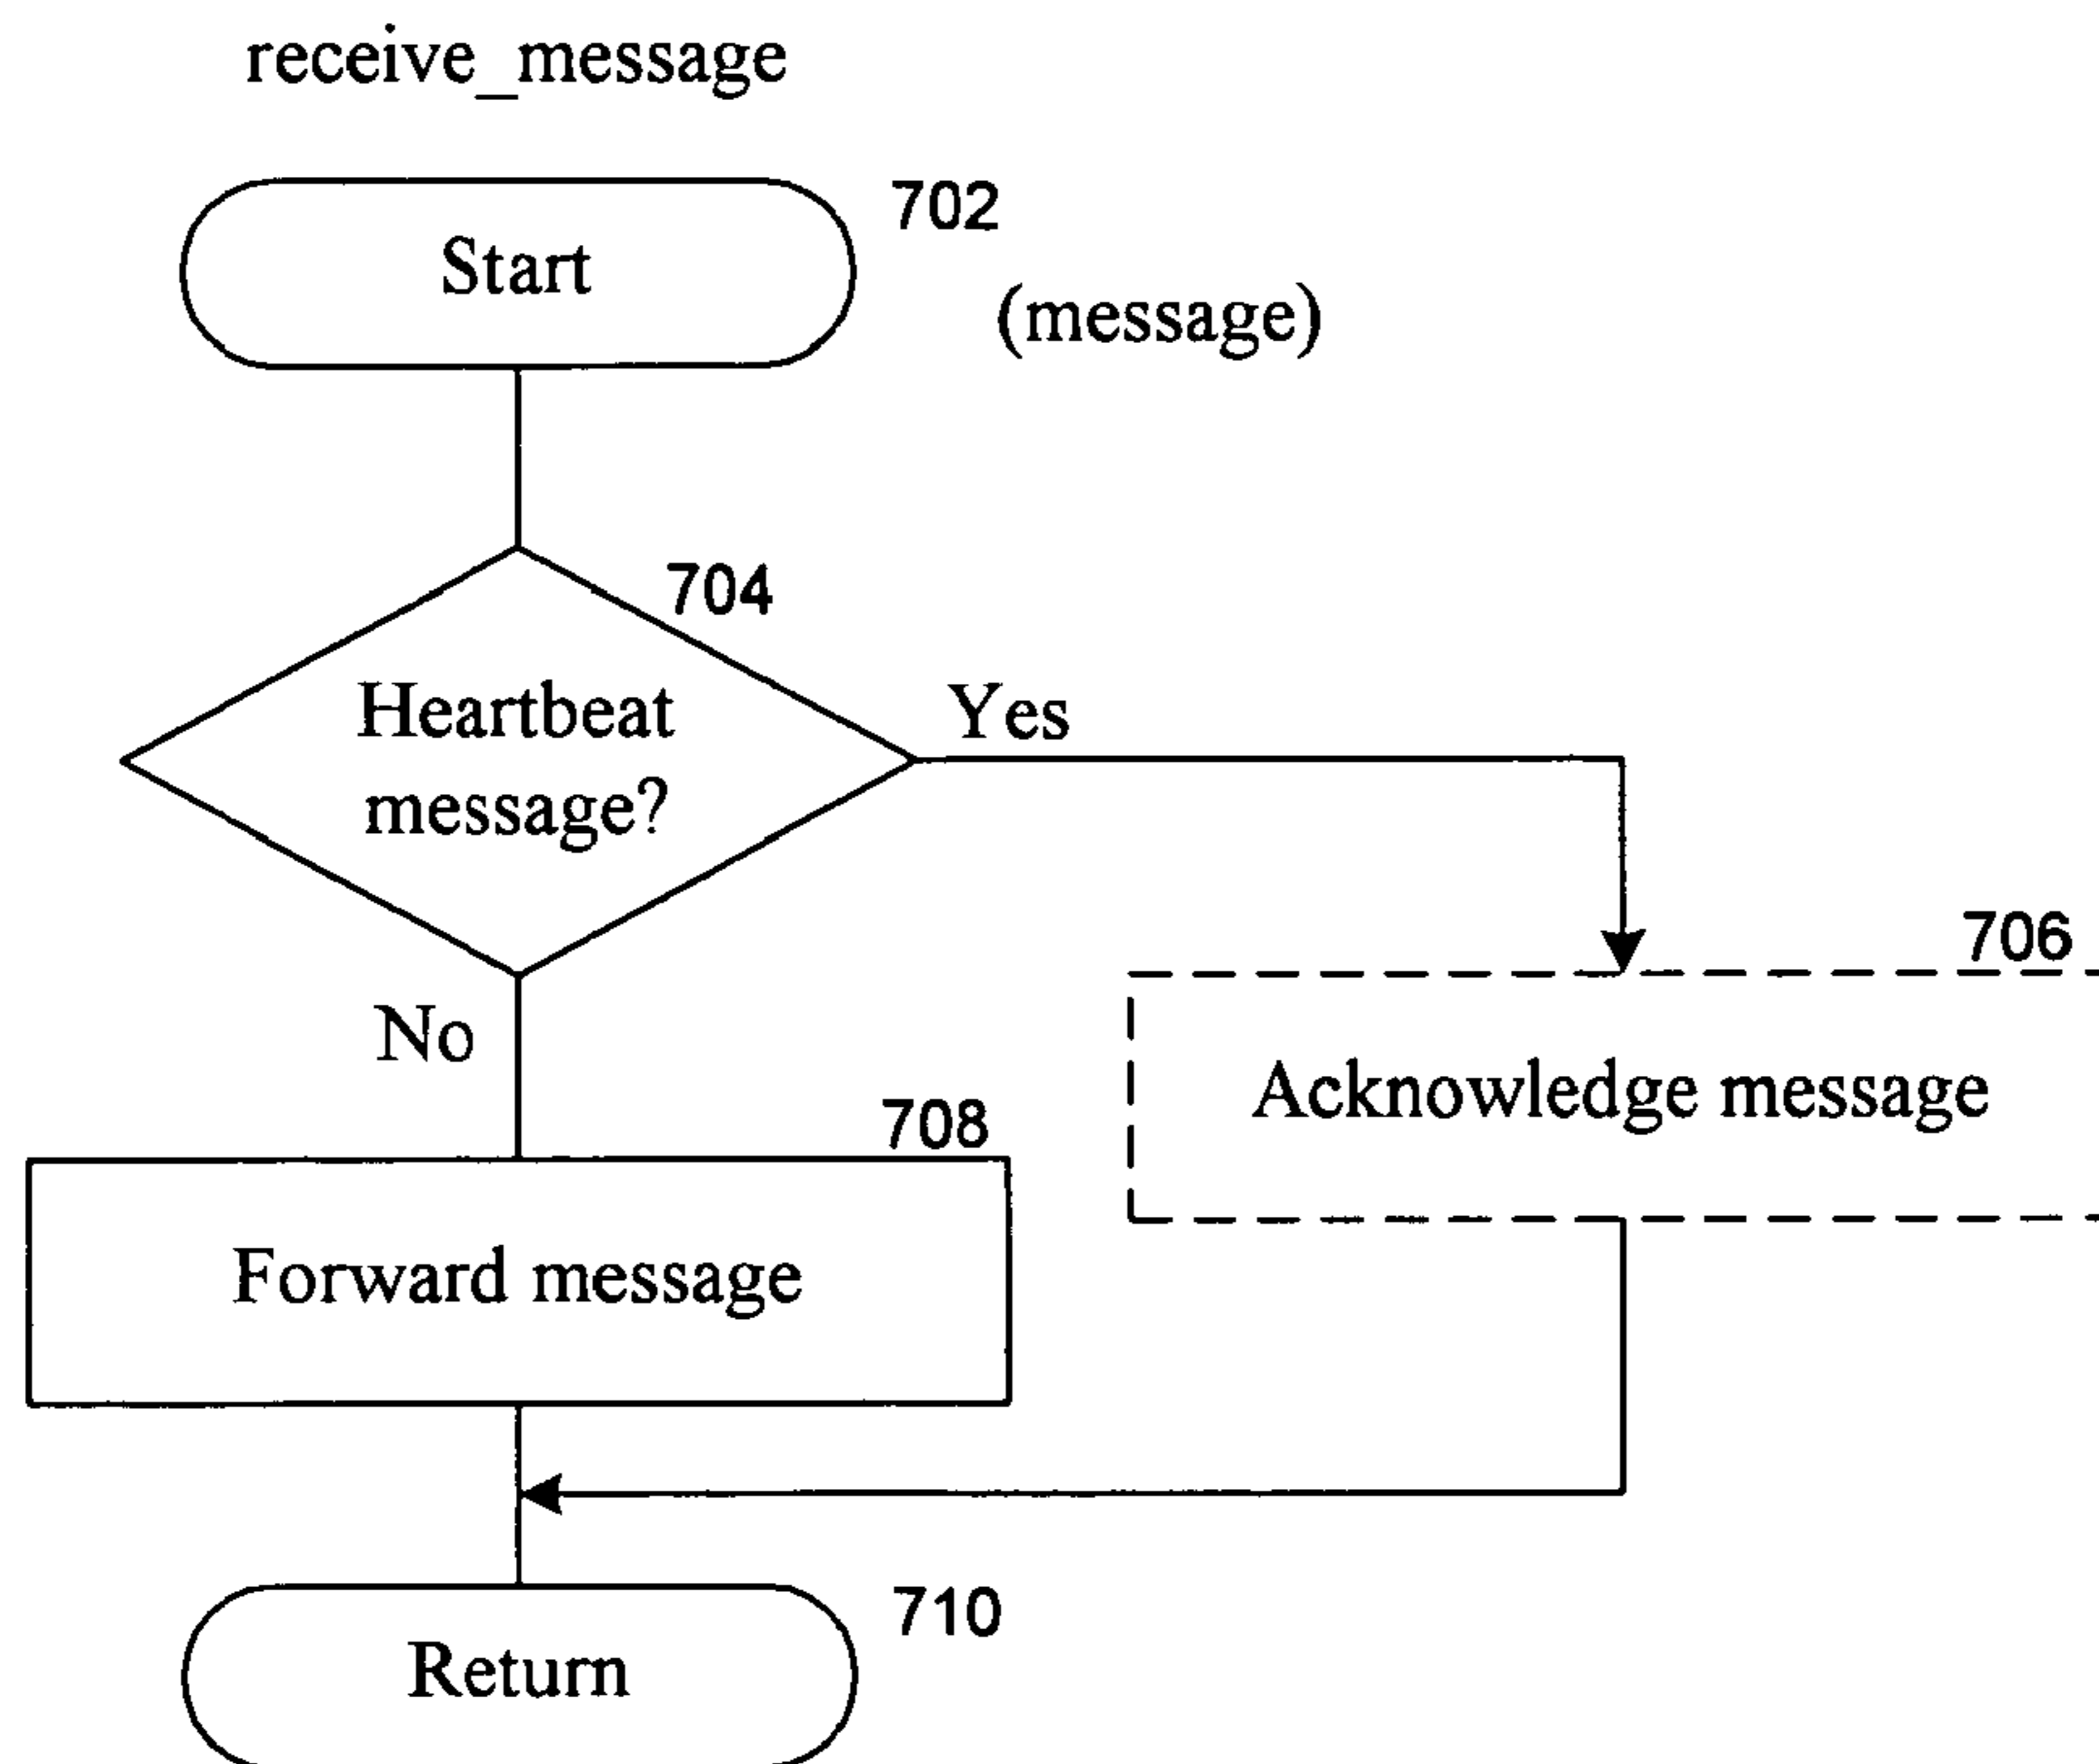 receive_message
702
Start
(message)
704
Heartbeat
message?
Yes
706
No
Acknowledge message
708
Forward message
710
Return